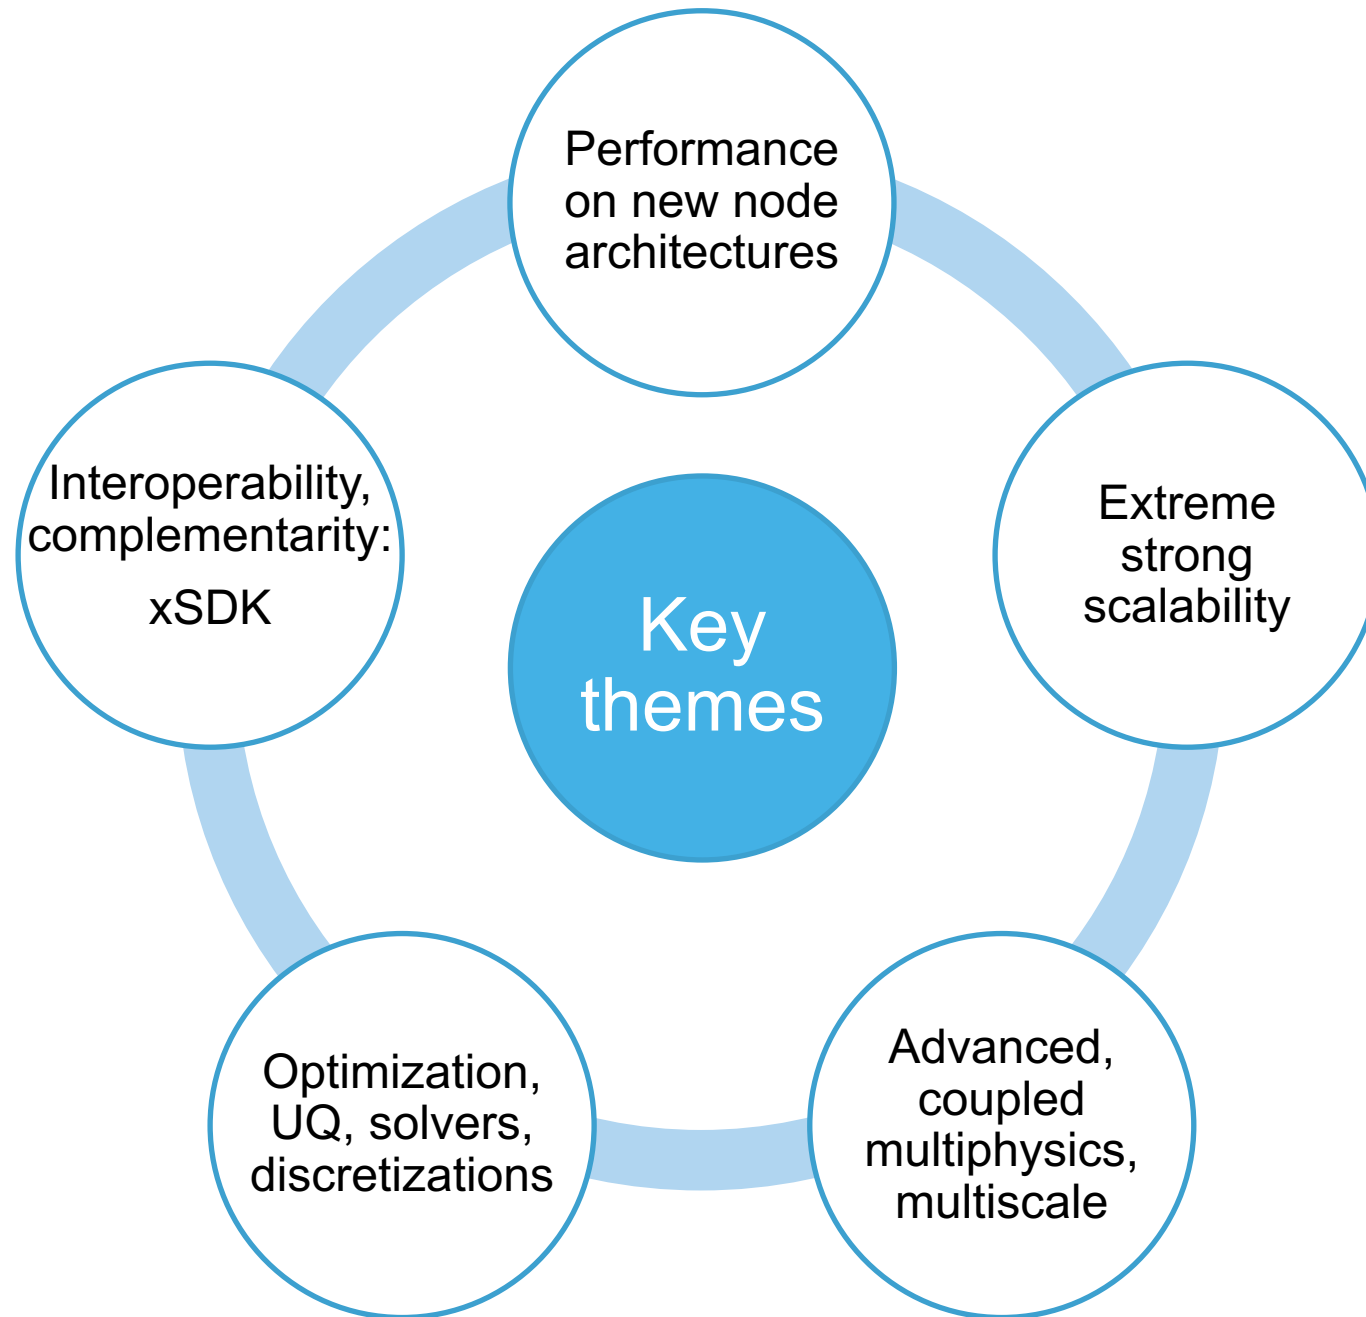 Performance
on new node
architectures
Interoperability,
complementarity:
xSDK
Extreme
strong
scalability
Key
themes
Optimization,
UQ, solvers,
discretizations
Advanced,
coupled
multiphysics,
multiscale